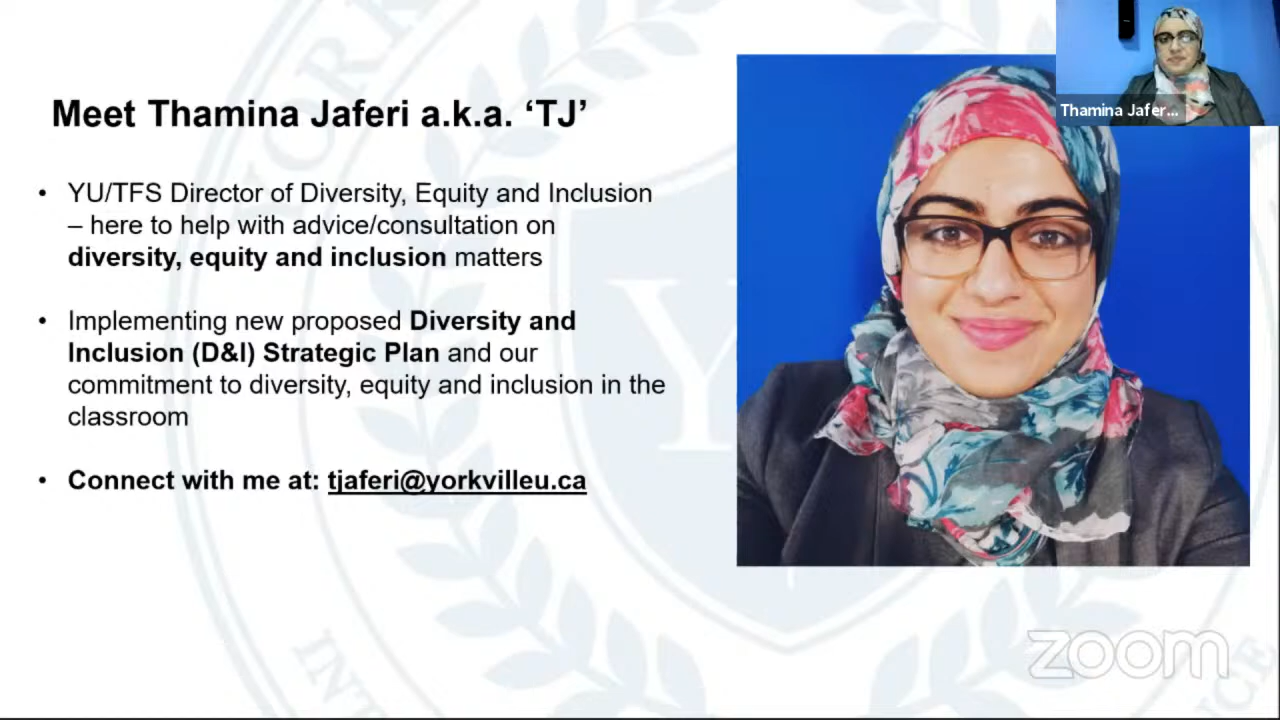 Meet Thamina Jaferi a.k.a. ‘TJ’
• YU/TFS Director of Diversity, Equity and Inclusion
– here to help with advice/consultation on
diversity, equity and inclusion matters
• Implementing new proposed Diversity and
Inclusion (D&I) Strategic Plan and our
commitment to diversity, equity and inclusion in the
classroom
• Connect with me at: tjaferi@yorkvilleu.ca
Thamina Jafer...
zoom